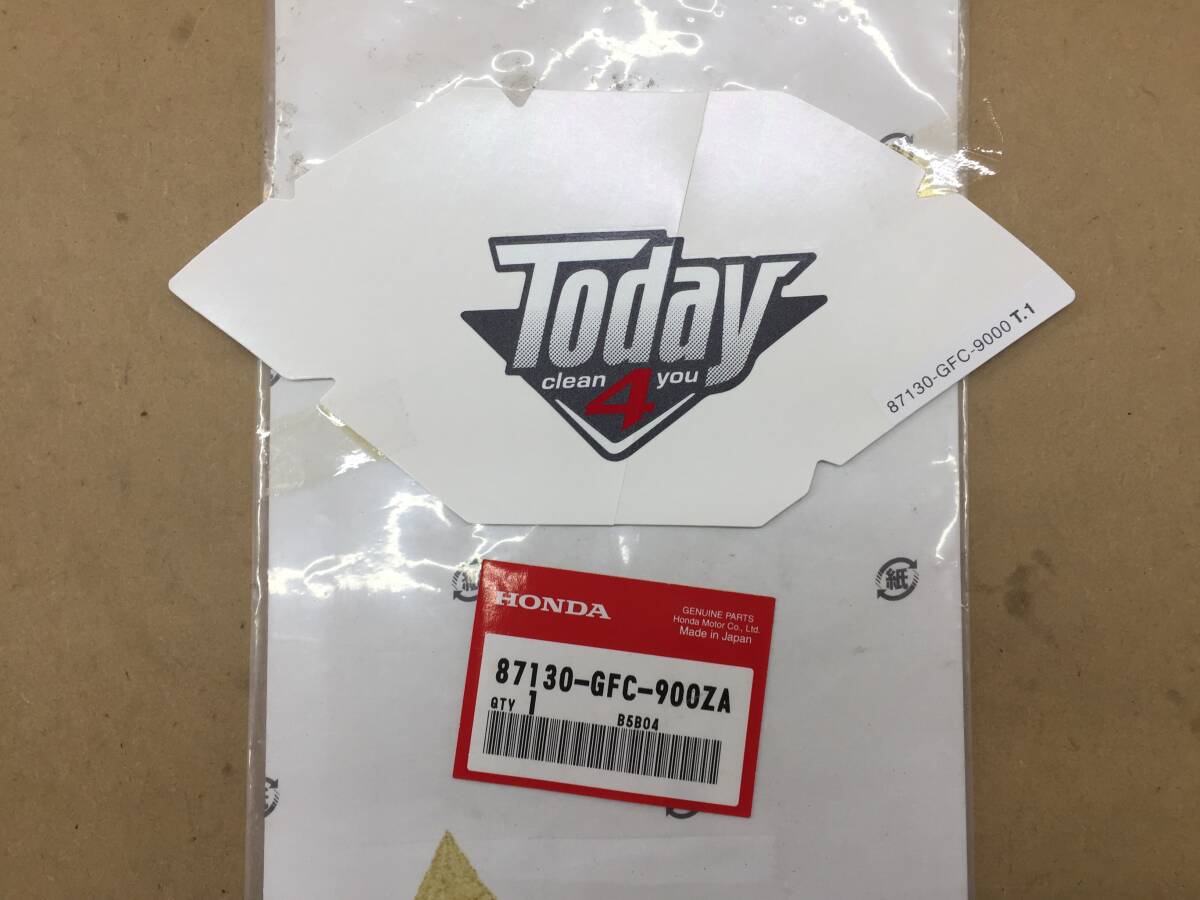 Today
clean 4 you
87130-GFC-9000 T.1
紙
紙
HONDA
GENUINE PARTS
Honda Motor Co., Ltd.
Made in Japan
87130-GFC-900ZA
QTY 1
B5B04